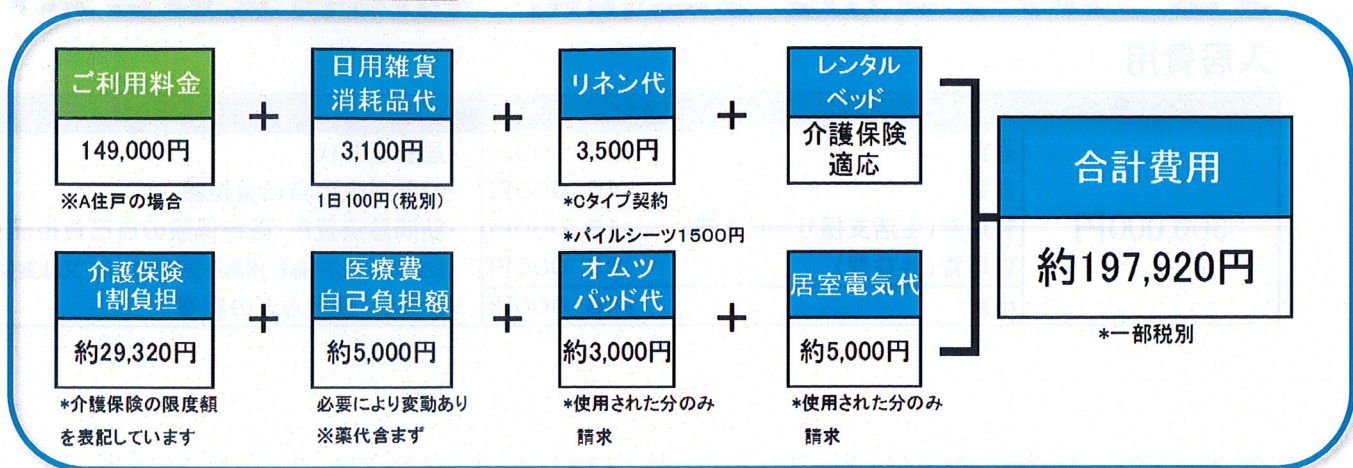 ご利用料金
149,000円
※A住戸の場合
+
日用雑貨
消耗品代
3,100円
1日100円(税別)
+
リネン代
3,500円
*Cタイプ契約
*パイルシーツ1500円
+
レンタル
ベッド
介護保険
適応
介護保険
1割負担
約29,320円
*介護保険の限度額
を表記しています
+
医療費
自己負担額
約5,000円
必要により変動あり
※薬代含まず
+
オムツ
パッド代
約3,000円
*使用された分のみ
請求
+
居室電気代
約5,000円
*使用された分のみ
請求
合計費用
約197,920円
*一部税別